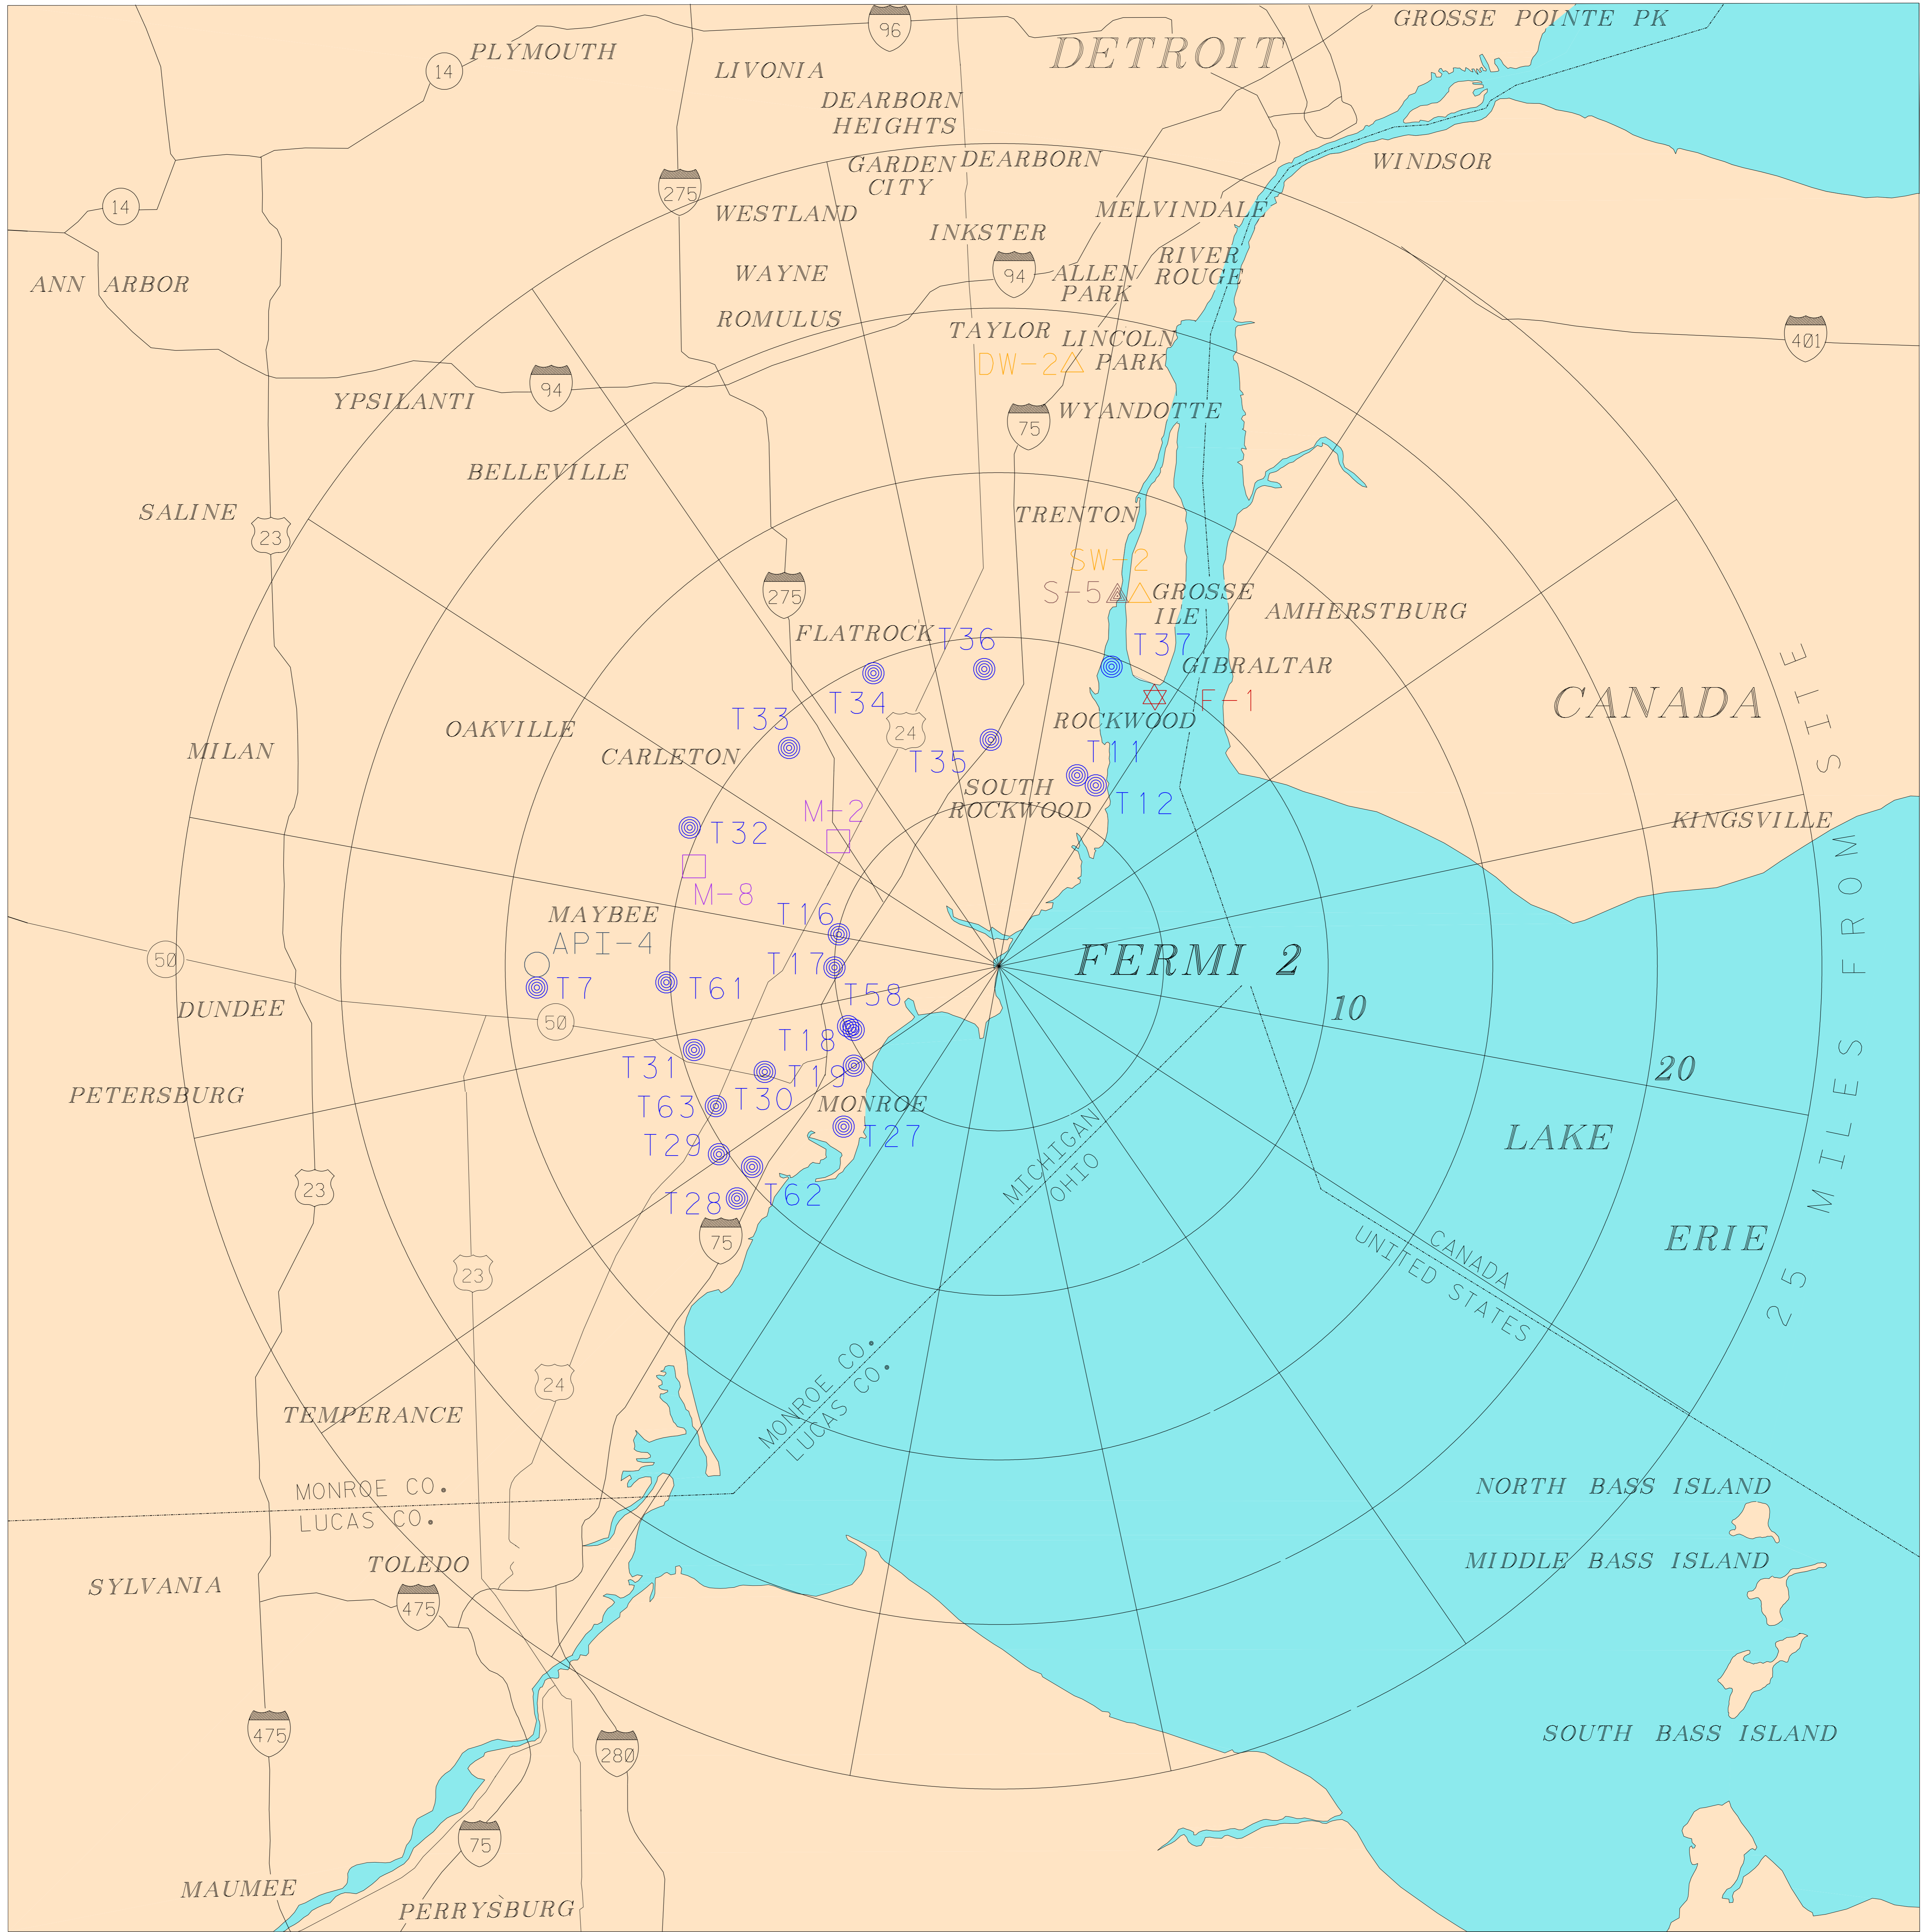 GROSSE POINTE PK
96
PLYMOUTH
DETROIT
14
LIVONIA
DEARBORN
HEIGHTS
GARDEN
CITY
DEARBORN
WINDSOR
275
14
WESTLAND
MELVINDALE
INKSTER
RIVER
ROUGE
ANN ARBOR
WAYNE
94
ALLEN
PARK
ROMULUS
TAYLOR
LINCOLN
PARK
401
DW-2
94
YPSILANTI
WYANDOTTE
75
BELLEVILLE
SALINE
TRENTON
23
SW-2
275
S-5
GROSSE
ILE
AMHERSTBURG
FLATROCK
T36
T37
GIBRALTAR
T34
F-1
CANADA
T33
ROCKWOOD
OAKVILLE
24
MILAN
CARLETON
T35
T11
SOUTH
ROCKWOOD
T12
M-2
T32
KINGSVILLE
M-8
MAYBEE
T16
API-4
50
T17
FERMI 2
T7
T61
T58
DUNDEE
10
50
T18
T31
T19
20
PETERSBURG
T63
T30
MONROE
T27
T29
MICHIGAN
OHIO
LAKE
23
T28
T62
75
ERIE
25 MILES FROM SITE
CANADA
UNITED STATES
23
MONROE CO.
LUCAS CO.
24
TEMPERANCE
MONROE CO.
LUCAS CO.
NORTH BASS ISLAND
TOLEDO
MIDDLE BASS ISLAND
SYLVANIA
475
475
SOUTH BASS ISLAND
280
75
MAUMEE
PERRYSBURG